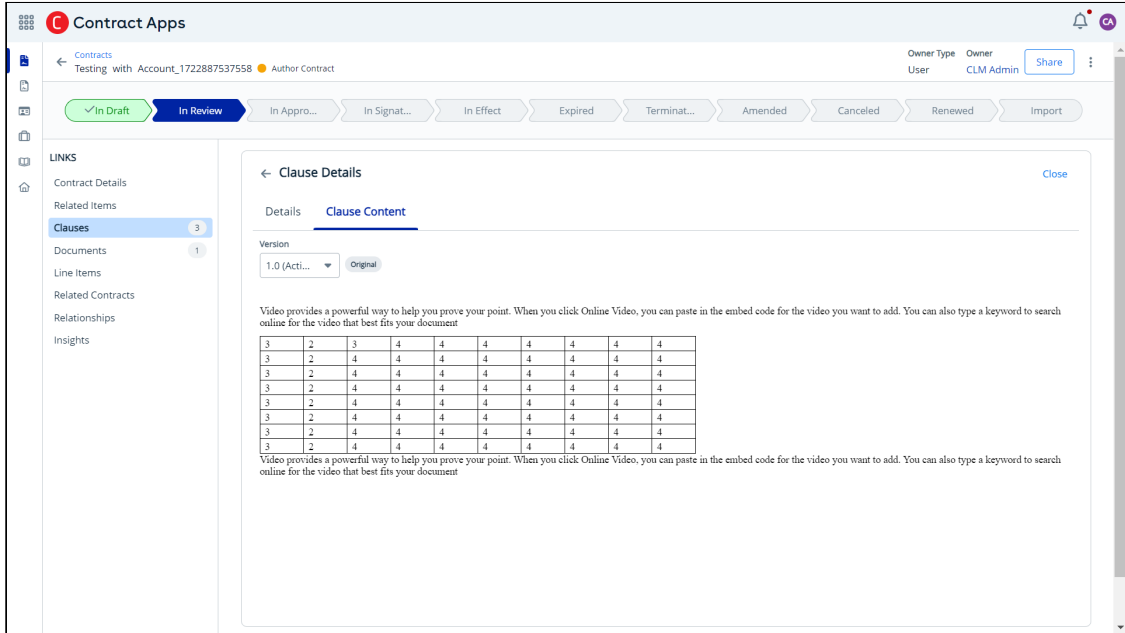 Contract Apps
CA
Contracts
Testing with Account_1722887537558 Author Contract
Owner Type Owner
User CLM Admin
Share
In Draft In Review In Appro... In Signat... In Effect Expired Terminat... Amended Canceled Renewed Import
LINKS
Contract Details
Related Items
Clauses 3
Documents 1
Line Items
Related Contracts
Relationships
Insights
Clause Details Close
Details Clause Content
Version
1.0 (Acti... Original
Video provides a powerful way to help you prove your point. When you click Online Video, you can paste in the embed code for the video you want to add. You can also type a keyword to search
online for the video that best fits your document
3 2 3 4 4 4 4 4 4 4
3 2 4 4 4 4 4 4 4 4
3 2 4 4 4 4 4 4 4 4
3 2 4 4 4 4 4 4 4 4
3 2 4 4 4 4 4 4 4 4
3 2 4 4 4 4 4 4 4 4
3 2 4 4 4 4 4 4 4 4
3 2 4 4 4 4 4 4 4 4
Video provides a powerful way to help you prove your point. When you click Online Video, you can paste in the embed code for the video you want to add. You can also type a keyword to search
online for the video that best fits your document